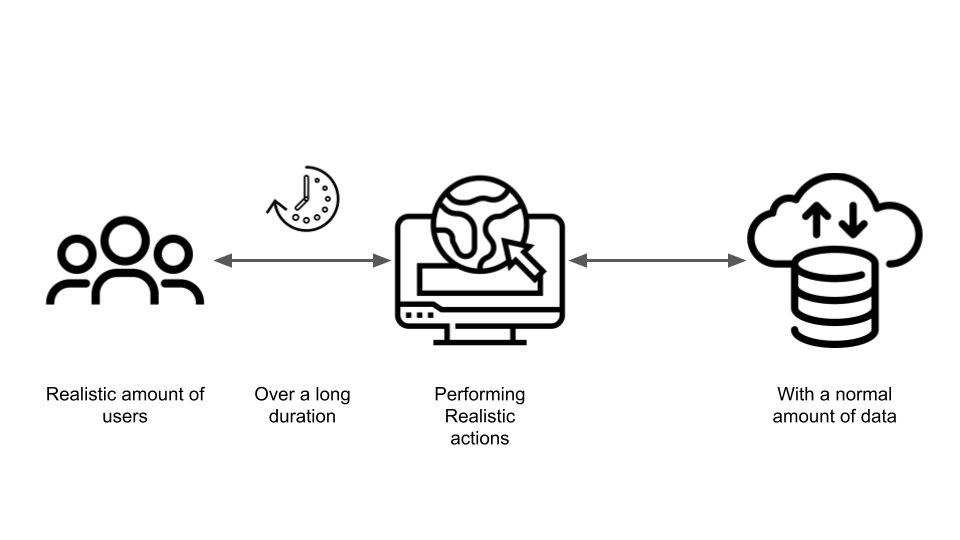 Realistic amount of
users
Over a long
duration
Performing
Realistic
actions
With a normal
amount of data